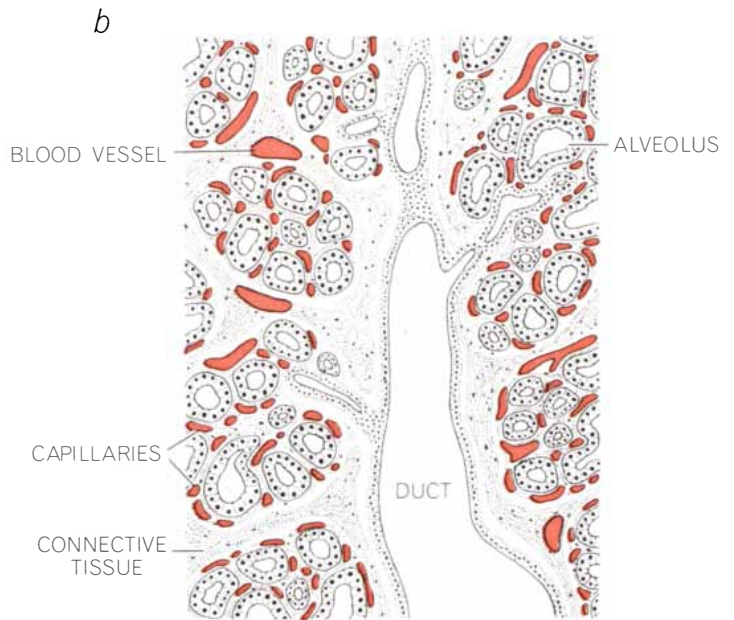 b
BLOOD VESSEL
ALVEOLUS
CAPILLARIES
DUCT
CONNECTIVE
TISSUE